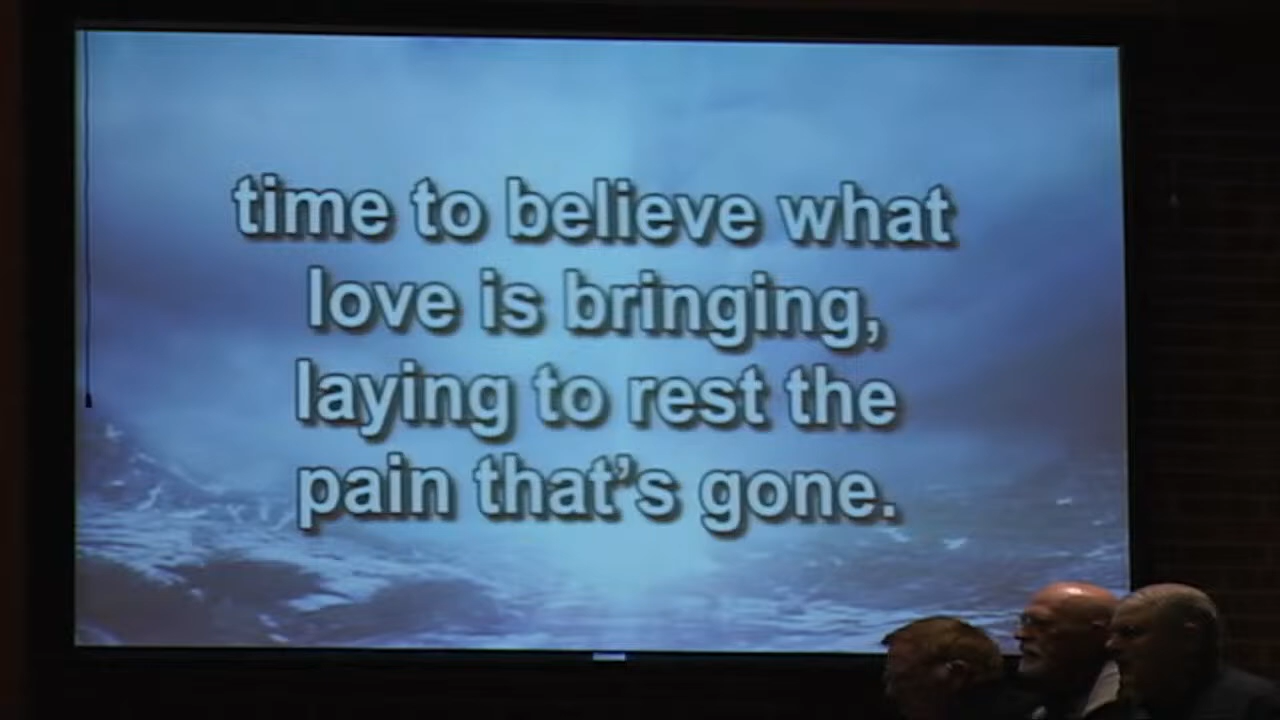 time to believe what
love is bringing,
laying to rest the
pain that's gone.